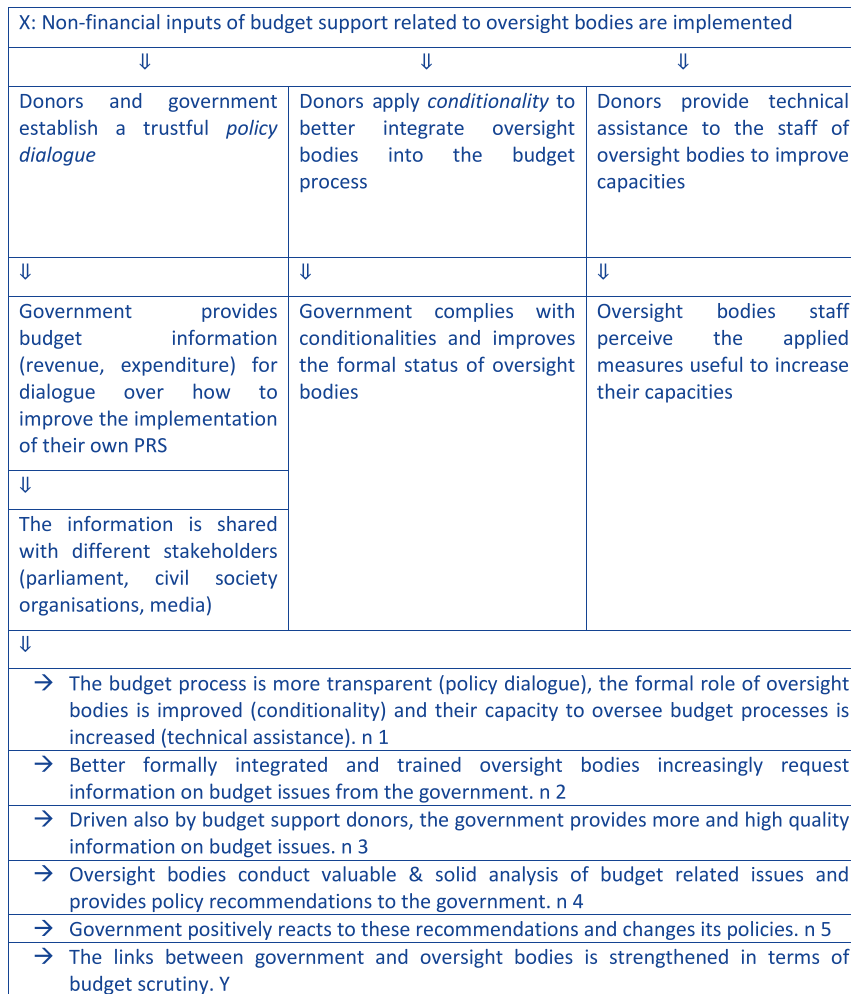 X: Non-financial inputs of budget support related to oversight bodies are implemented
⇓ ⇓ ⇓
Donors and government
establish a trustful policy
dialogue
Donors apply conditionality to
better integrate oversight
bodies into the budget
process
Donors provide technical
assistance to the staff of
oversight bodies to improve
capacities
⇓ ⇓ ⇓
Government provides
budget information
(revenue, expenditure) for
dialogue over how to
improve the implementation
of their own PRS
Government complies with
conditionalities and improves
the formal status of oversight
bodies
Oversight bodies staff
perceive the applied
measures useful to increase
their capacities
⇓
The information is shared
with different stakeholders
(parliament, civil society
organisations, media)
⇓
→ The budget process is more transparent (policy dialogue), the formal role of oversight
bodies is improved (conditionality) and their capacity to oversee budget processes is
increased (technical assistance). n 1
→ Better formally integrated and trained oversight bodies increasingly request
information on budget issues from the government. n 2
→ Driven also by budget support donors, the government provides more and high quality
information on budget issues. n 3
→ Oversight bodies conduct valuable & solid analysis of budget related issues and
provides policy recommendations to the government. n 4
→ Government positively reacts to these recommendations and changes its policies. n 5
→ The links between government and oversight bodies is strengthened in terms of
budget scrutiny. Y